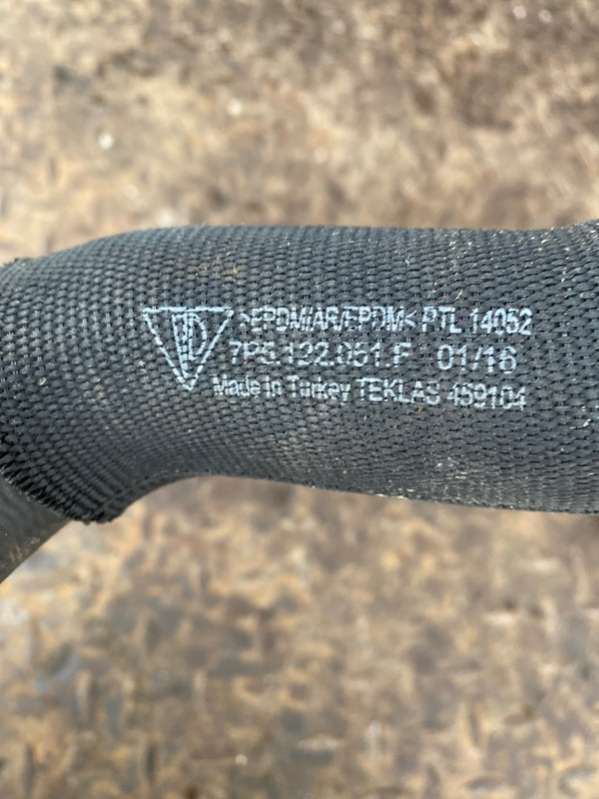 >EPDM/AR/EPDM< PTL 14052
7P5.122.051.F 01/16
Made in Turkey TEKLAS 459104